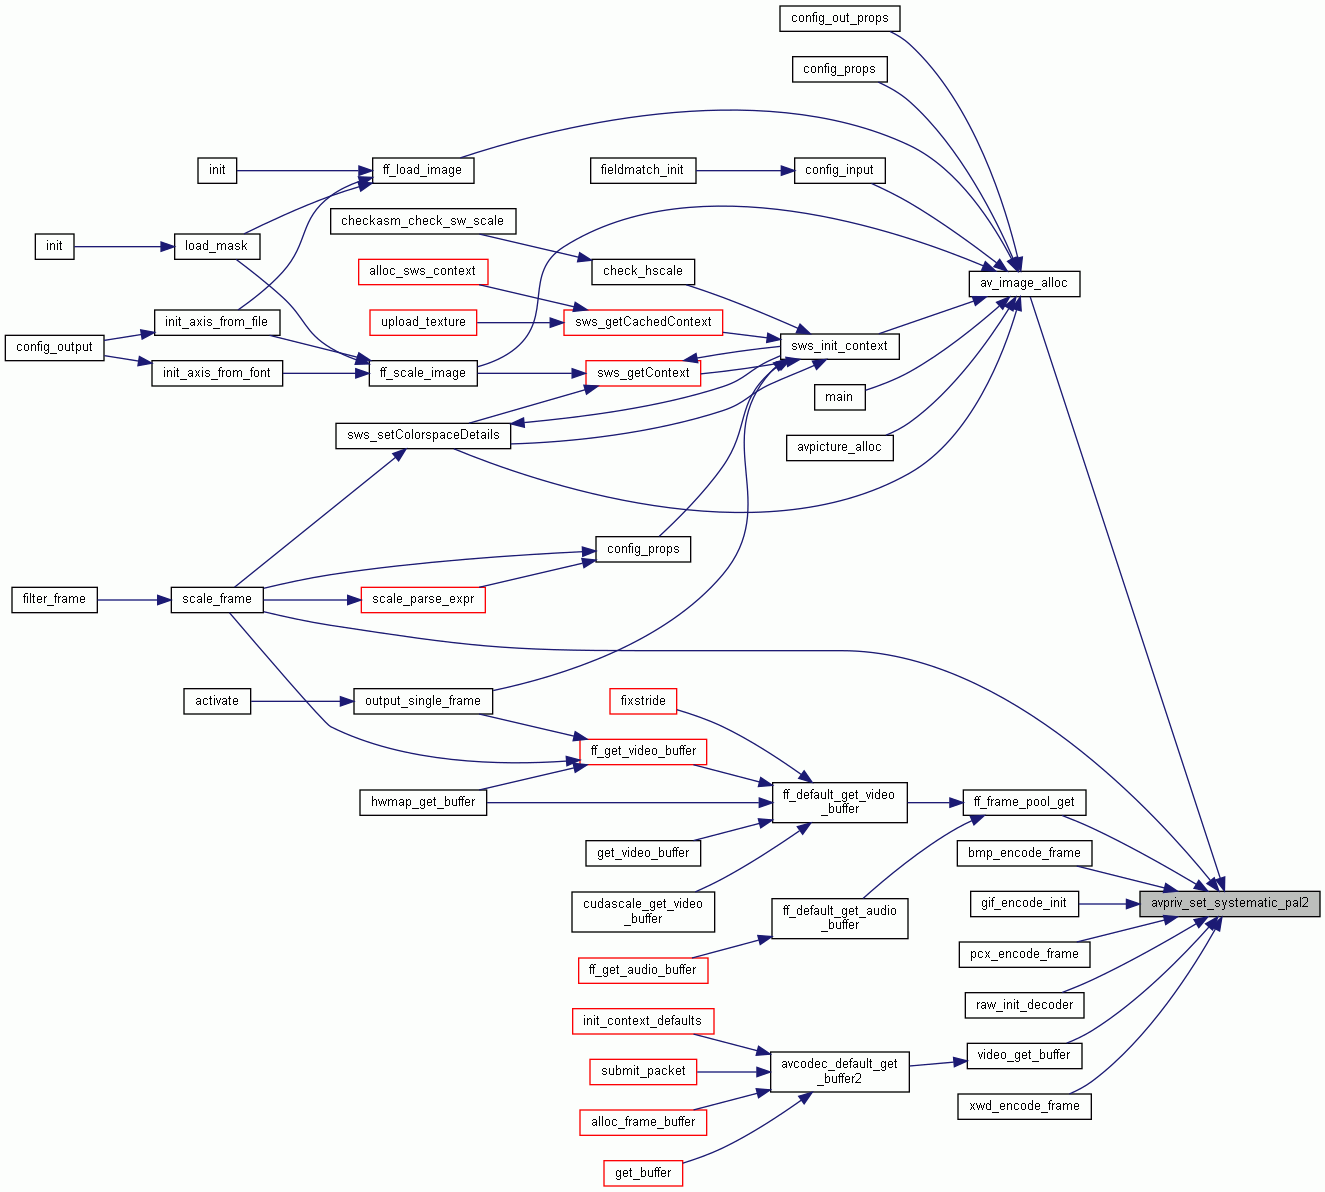 config_out_props
config_props
init
ff_load_image
fieldmatch_init
config_input
checkasm_check_sw_scale
init
load_mask
alloc_sws_context
check_hscale
av_image_alloc
init_axis_from_file
upload_texture
sws_getCachedContext
config_output
sws_init_context
init_axis_from_font
ff_scale_image
sws_getContext
main
sws_setColorspaceDetails
avpicture_alloc
config_props
filter_frame
scale_frame
scale_parse_expr
activate
output_single_frame
fixstride
ff_get_video_buffer
hwmap_get_buffer
ff_default_get_video
_buffer
ff_frame_pool_get
get_video_buffer
bmp_encode_frame
cudascale_get_video
_buffer
gif_encode_init
avpriv_set_systematic_pal2
ff_default_get_audio
_buffer
pcx_encode_frame
ff_get_audio_buffer
raw_init_decoder
init_context_defaults
video_get_buffer
submit_packet
avcodec_default_get
_buffer2
xwd_encode_frame
alloc_frame_buffer
get_buffer